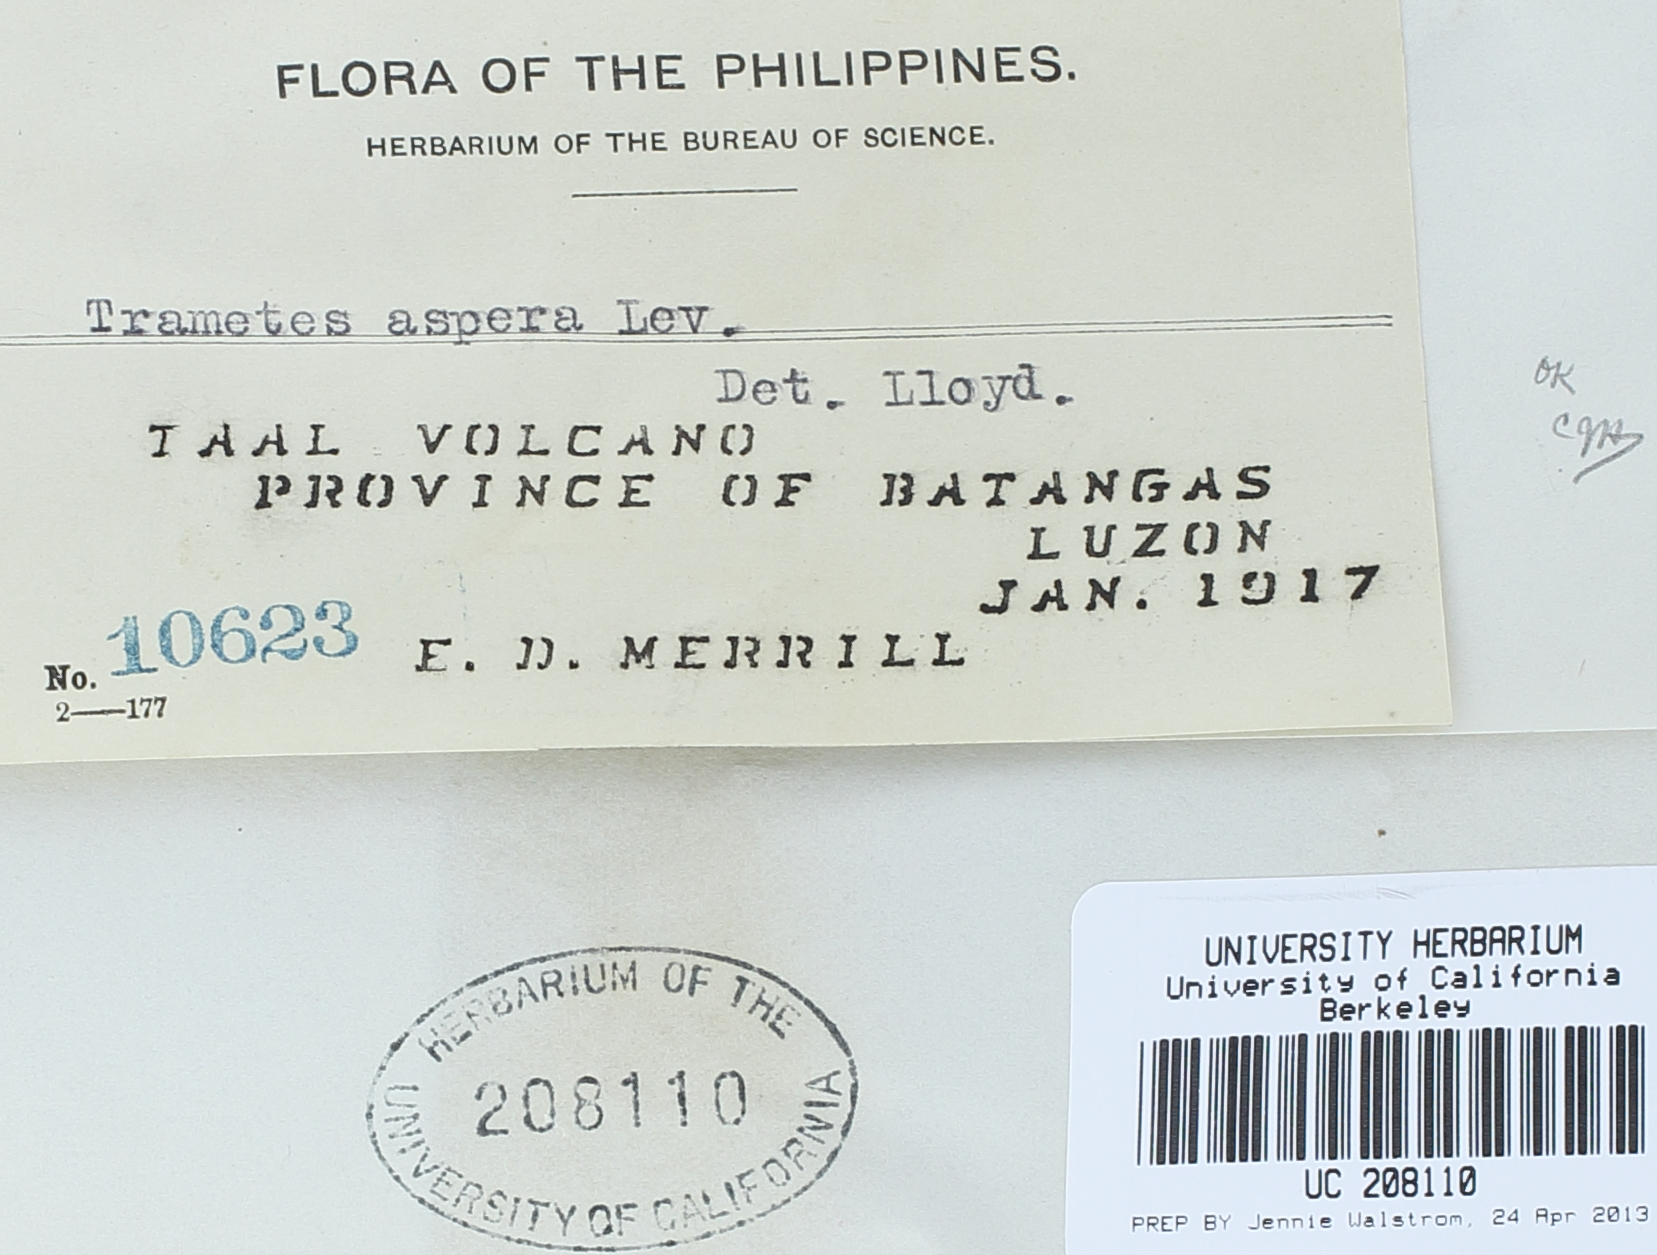 FLORA OF THE PHILIPPINES.
HERBARIUM OF THE BUREAU OF SCIENCE.
Trametes aspera Lev.
Det. Lloyd.
TAAL VOLCANO
PROVINCE OF BATANGAS
LUZON
JAN. 1917
No. 10623 E. D. MERRILL
2—177
OK
HERBARIUM OF THE
208110
UNIVERSITY OF CALIFORNIA
UNIVERSITY HERBARIUM
University of California
Berkeley
UC 208110
PREP BY Jennie Walstrom, 24 Apr 2013